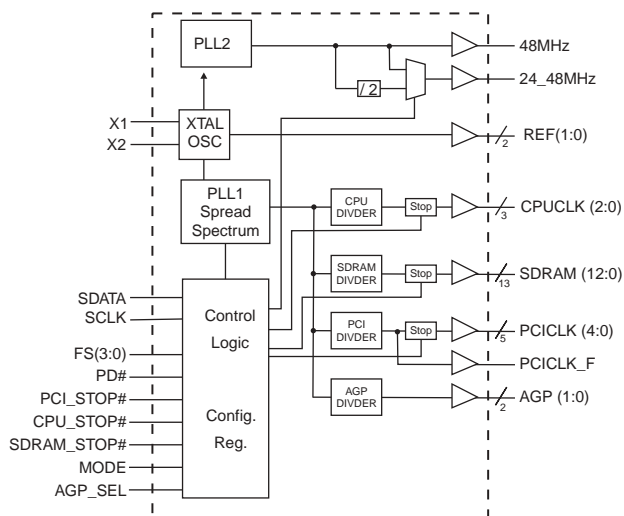 PLL2
48MHz
/ 2
24_48MHz
X1
X2
XTAL
OSC
2
REF(1:0)
PLL1
Spread
Spectrum
CPU
DIVDER
Stop
3
CPUCLK (2:0)
SDRAM
DIVDER
Stop
13
SDRAM (12:0)
PCI
DIVDER
Stop
5
PCICLK (4:0)
PCICLK_F
AGP
DIVDER
2
AGP (1:0)
SDATA
SCLK
FS(3:0)
PD#
PCI_STOP#
CPU_STOP#
SDRAM_STOP#
MODE
AGP_SEL
Control
Logic
Config.
Reg.